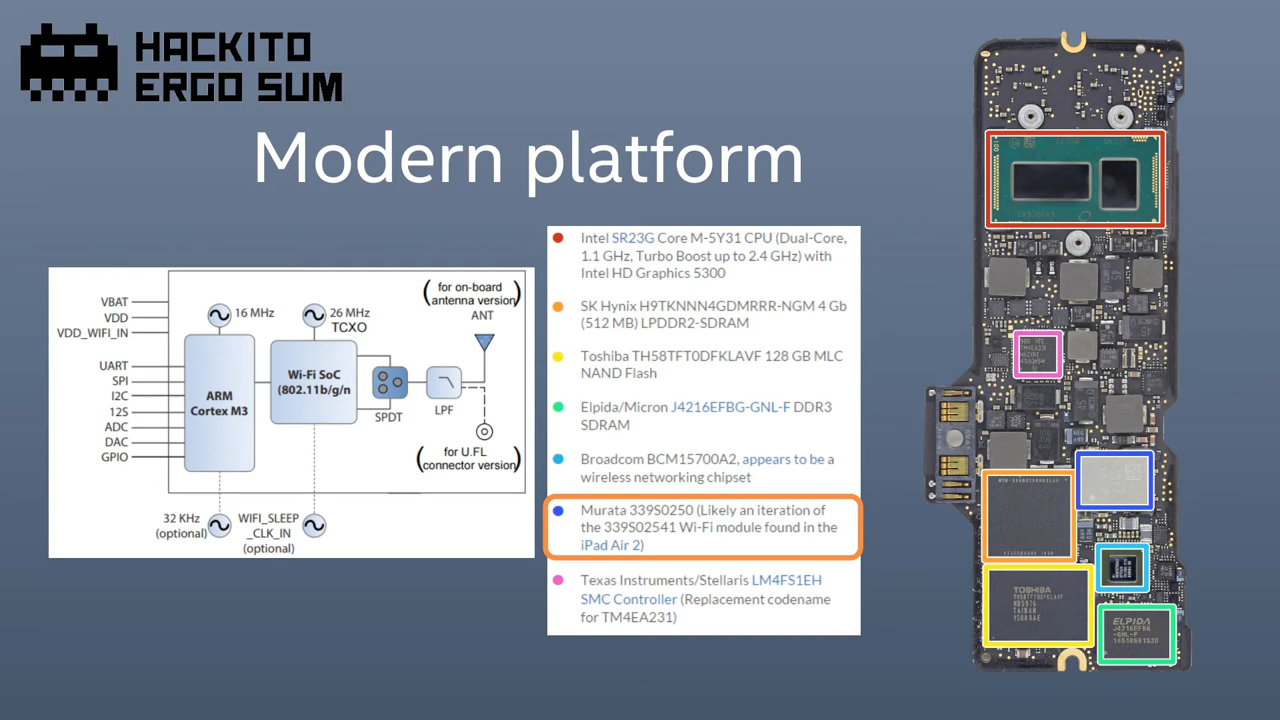 HACKITO
ERGO SUM
Modern platform
VBAT
VDD
VDD_WIFI_IN
UART
SPI
I2C
12S
ADC
DAC
GPIO
16 MHz
26 MHz
TCXO
(for on-board
antenna version)
ANT
ARM
Cortex M3
Wi-Fi SoC
(802.11b/g/n
SPDT
LPF
(for U.FL
connector version)
32 KHz
(optional)
WIFI_SLEEP
_CLK_IN
(optional)
Intel SR23G Core M-5Y31 CPU (Dual-Core,
1.1 GHz, Turbo Boost up to 2.4 GHz) with
Intel HD Graphics 5300
SK Hynix H9TKNNN4GDMRRR-NGM 4 Gb
(512 MB) LPDDR2-SDRAM
Toshiba TH58TFT0DFKLAVF 128 GB MLC
NAND Flash
Elpida/Micron J4216EFBG-GNL-F DDR3
SDRAM
Broadcom BCM15700A2, appears to be a
wireless networking chipset
Murata 339S0250 (Likely an iteration of
the 339S02541 Wi-Fi module found in the
iPad Air 2)
Texas Instruments/Stellaris LM4FS1EH
SMC Controller (Replacement codename
for TM4EA231)
TOSHIBA
TAIWAN
ELPIDA
J4216EFBG
-GNL-F